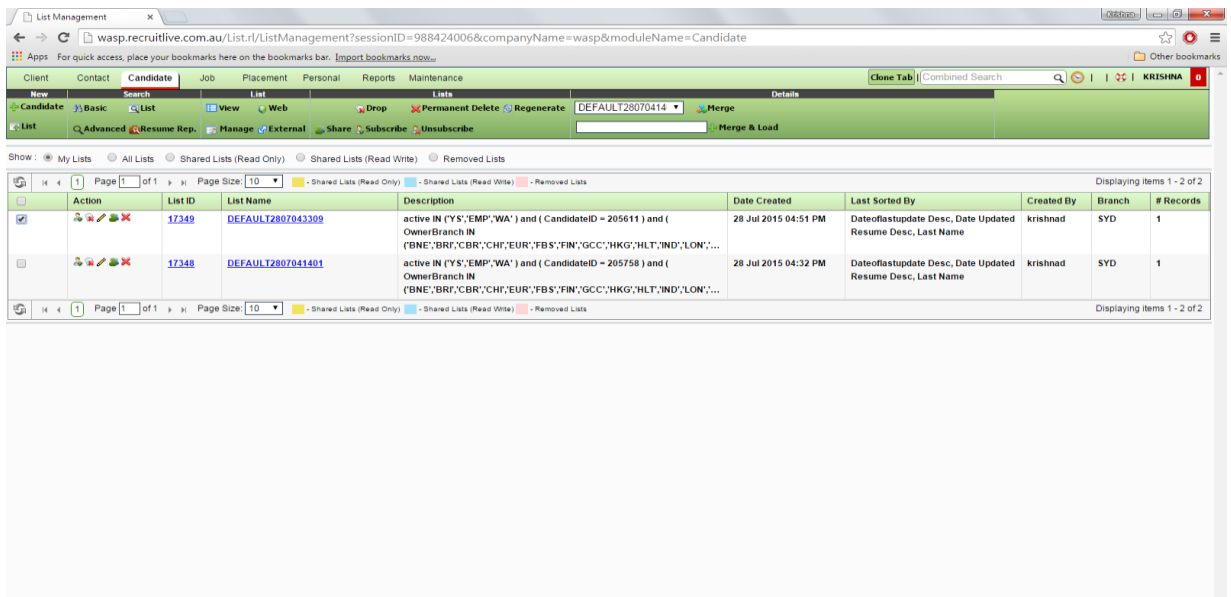 List Management
Krishna
wasp.recruitlive.com.au/List.rl/ListManagement?sessionID=988424006&companyName=wasp&moduleName=Candidate
Apps For quick access, place your bookmarks here on the bookmarks bar. Import bookmarks now... Other bookmarks
Client Contact Candidate Job Placement Personal Reports Maintenance Clone Tab | Combined Search | | KRISHNA 0
New Search List Lists Details
Candidate Basic List View Web Drop Permanent Delete Regenerate DEFAULT28070414 Merge
List Advanced Resume Rep. Manage External Share Subscribe Unsubscribe Merge & Load
Show : My Lists All Lists Shared Lists (Read Only) Shared Lists (Read Write) Removed Lists
1 Page 1 of 1 Page Size: 10 - Shared Lists (Read Only) - Shared Lists (Read Write) - Removed Lists Displaying items 1 - 2 of 2
Action List ID List Name Description Date Created Last Sorted By Created By Branch # Records
17349 DEFAULT2807043309 active IN ('YS','EMP','WA' ) and ( CandidateID = 205611 ) and ( 28 Jul 2015 04:51 PM Dateoflastupdate Desc, Date Updated krishnad SYD 1
OwnerBranch IN Resume Desc, Last Name
('BNE','BRI','CBR','CHI','EUR','FBS','FIN','GCC','HKG','HLT','IND','LON','...
17348 DEFAULT2807041401 active IN ('YS','EMP','WA' ) and ( CandidateID = 205758 ) and ( 28 Jul 2015 04:32 PM Dateoflastupdate Desc, Date Updated krishnad SYD 1
OwnerBranch IN Resume Desc, Last Name
('BNE','BRI','CBR','CHI','EUR','FBS','FIN','GCC','HKG','HLT','IND','LON','...
1 Page 1 of 1 Page Size: 10 - Shared Lists (Read Only) - Shared Lists (Read Write) - Removed Lists Displaying items 1 - 2 of 2